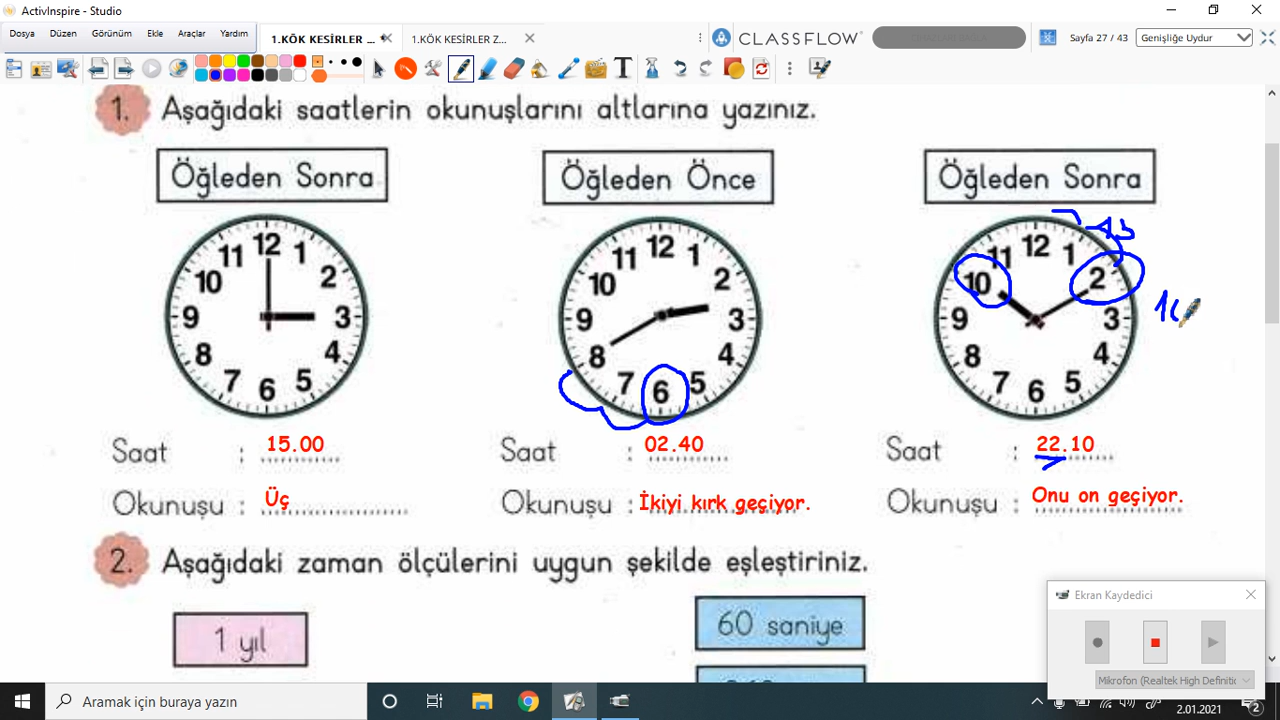 ActivInspire - Studio
Dosya Düzen Görünüm Ekle Araçlar Yardım
1.KÖK KESİRLER ... 1.KÖK KESİRLER Z...
CLASSFLOW
Sayfa 27 / 43 Genişliğe Uydur
1. Aşağıdaki saatlerin okunuşlarını altlarına yazınız.
Öğleden Sonra Öğleden Önce Öğleden Sonra
12 1 2 3 4 5 6 7 8 9 10 11
12 1 2 3 4 5 6 7 8 9 10 11
12 1 2 3 4 5 6 7 8 9 10 11
Saat : 15.00 Saat : 02.40 Saat : 22.10
Okunuşu : Üç Okunuşu : İkiyi kırk geçiyor. Okunuşu : Onu on geçiyor.
2. Aşağıdaki zaman ölçülerini uygun şekilde eşleştiriniz.
1 yıl 60 saniye
Ekran Kaydedici
Mikrofon (Realtek High Definitic
Aramak için buraya yazın
2.01.2021
2